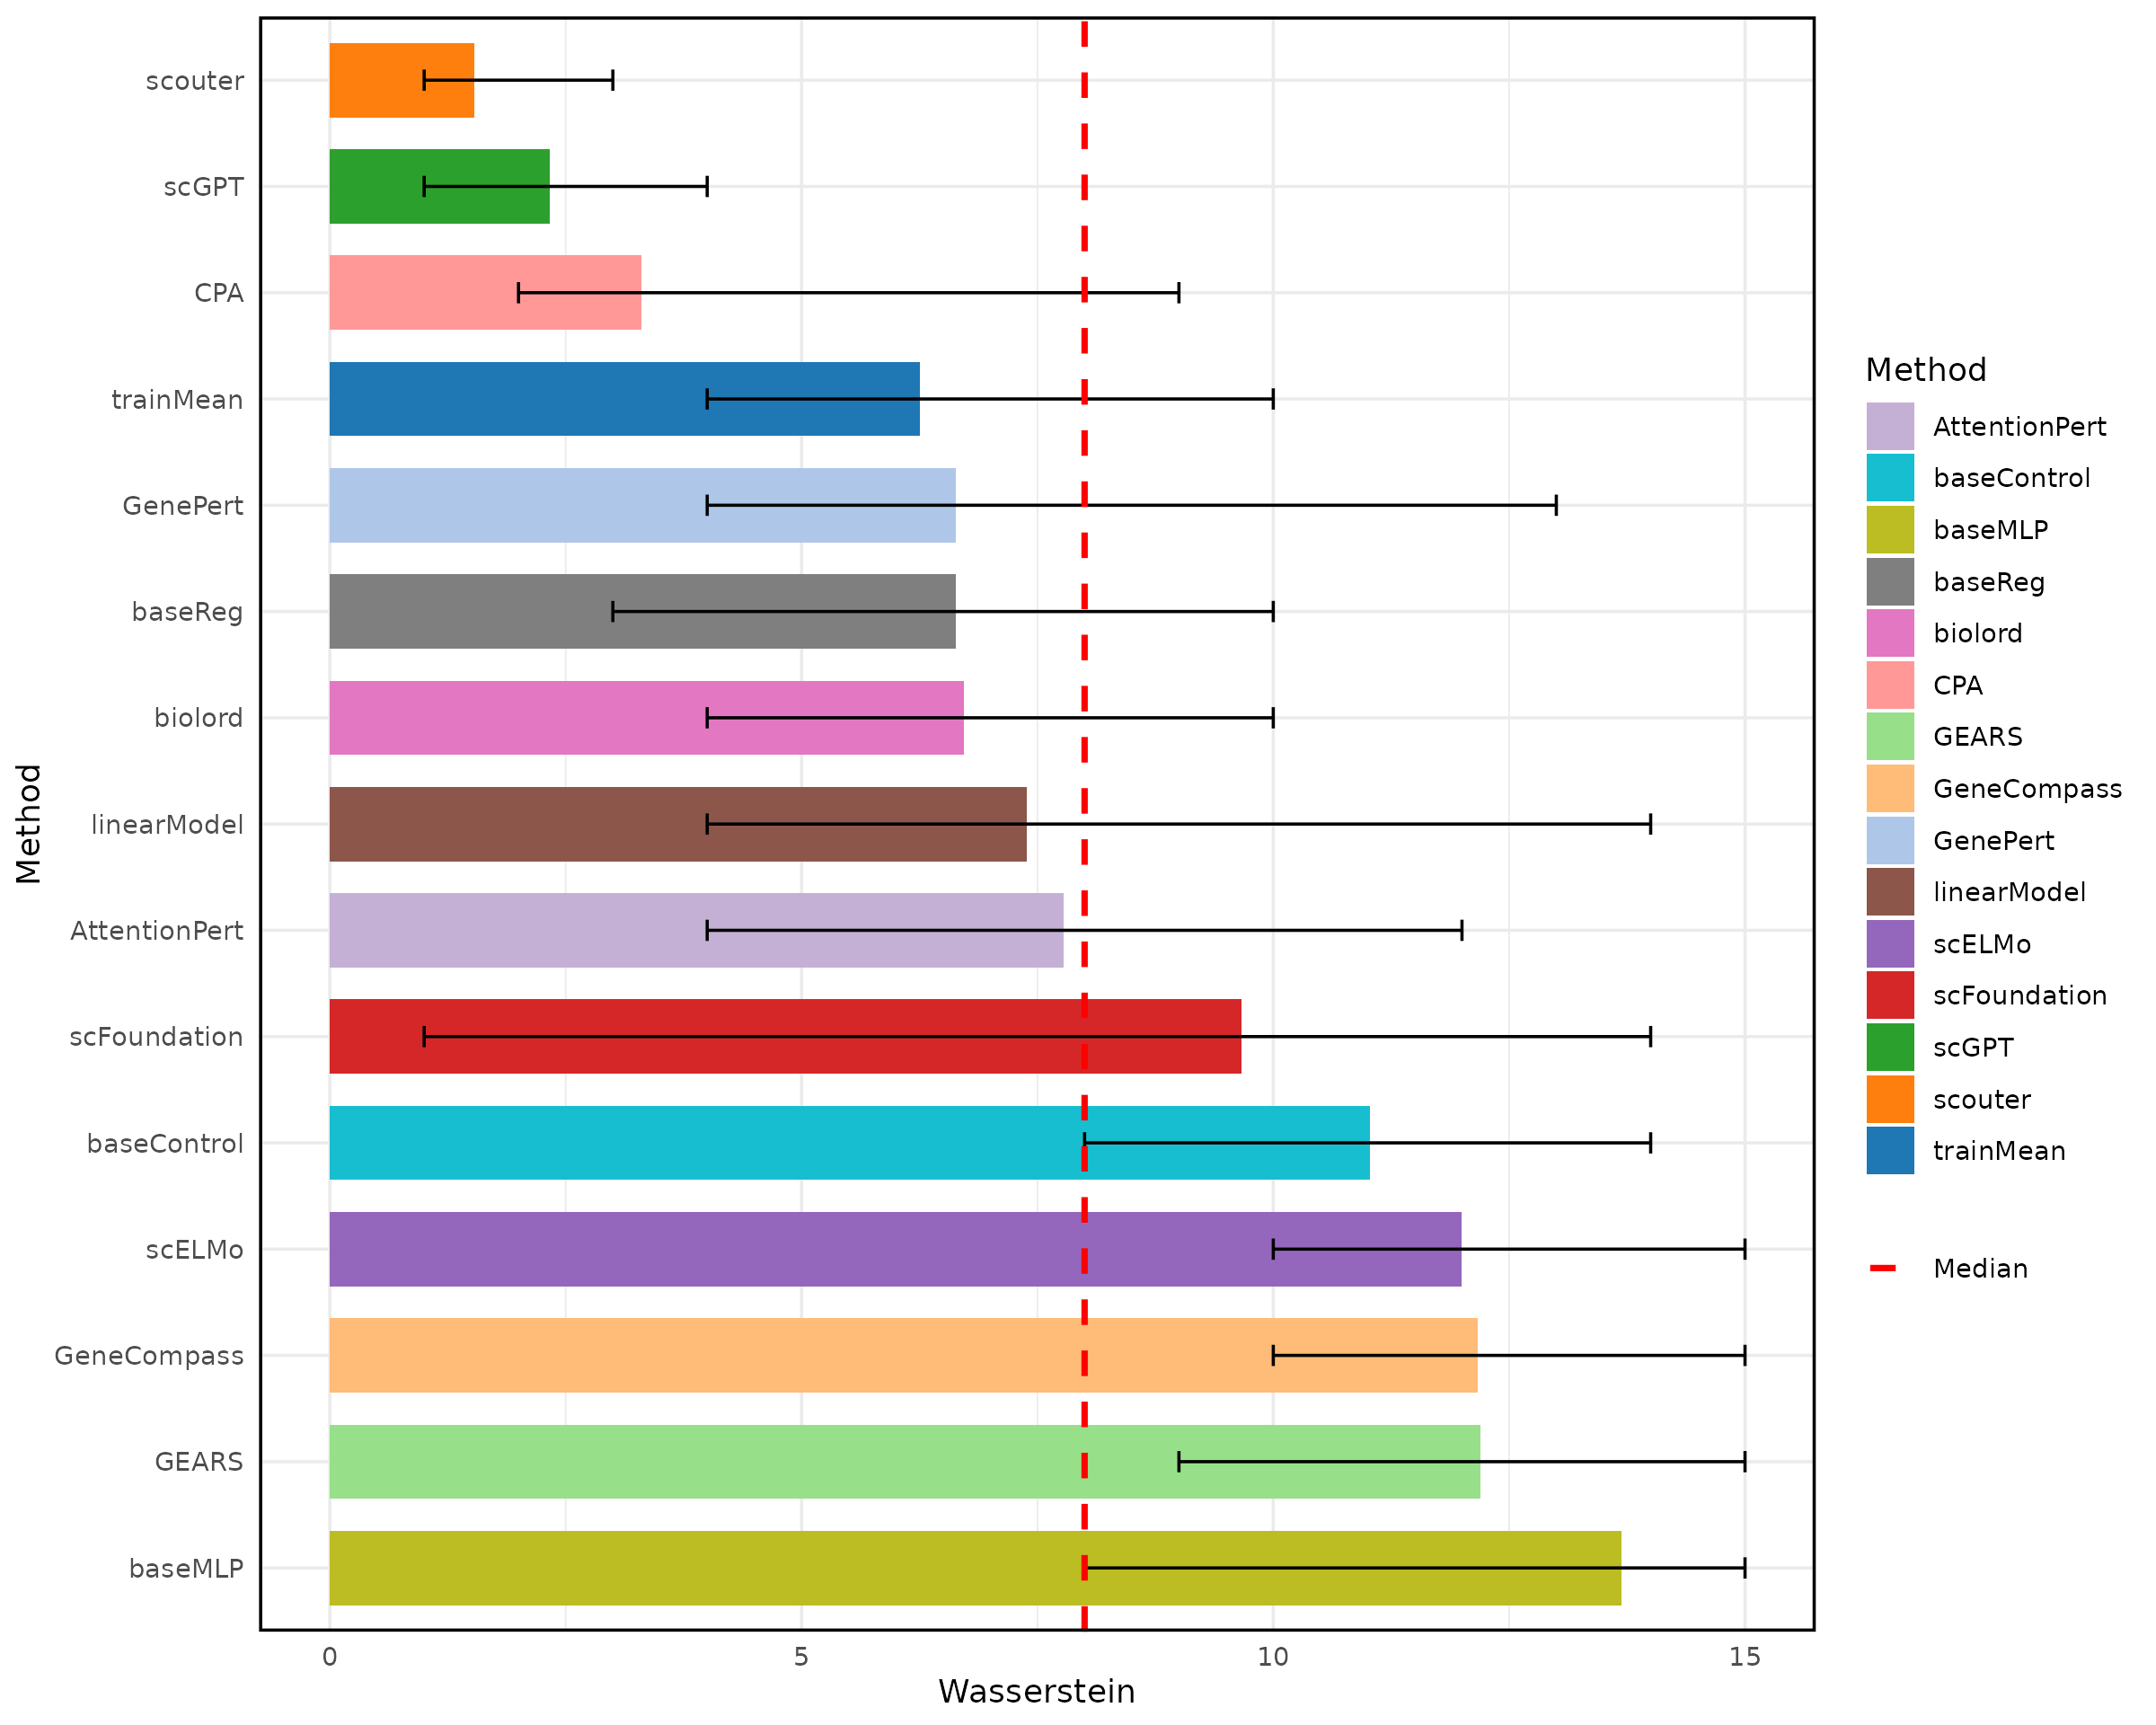 scouter
scGPT
CPA
trainMean
GenePert
baseReg
biolord
linearModel
AttentionPert
scFoundation
baseControl
scELMo
GeneCompass
GEARS
baseMLP
Method
0 5 10 15
Wasserstein
Method
AttentionPert
baseControl
baseMLP
baseReg
biolord
CPA
GEARS
GeneCompass
GenePert
linearModel
scELMo
scFoundation
scGPT
scouter
trainMean
Median